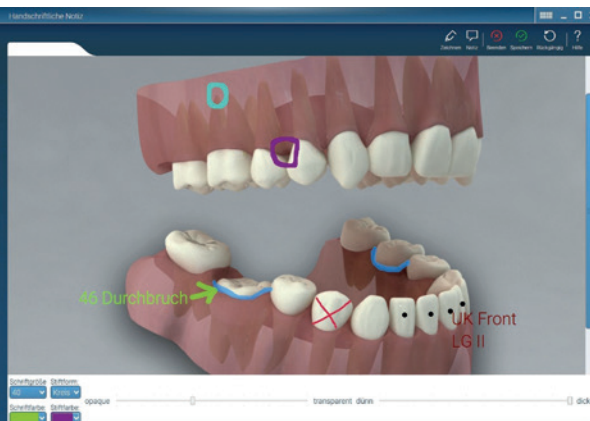 Handschriftliche Notiz
Zeichnen Notiz Beenden Speichern Rückgängig Hilfe
46 Durchbruch
UK Front
LG II
Schriftgröße Stiftform
60 Kreis
opaque transparent dünn dick
Schriftfarbe: Stiftfarbe: